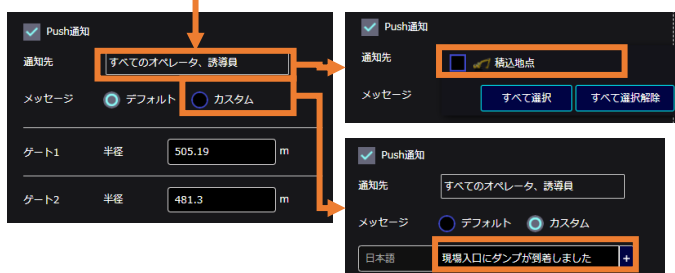 Push通知
通知先 すべてのオペレータ、誘導員
メッセージ デフォルト カスタム
ゲート1 半径 505.19 m
ゲート2 半径 481.3 m
Push通知
通知先 積込地点
メッセージ すべて選択 すべて選択解除
Push通知
通知先 すべてのオペレータ、誘導員
メッセージ デフォルト カスタム
日本語 現場入口にダンプが到着しました +